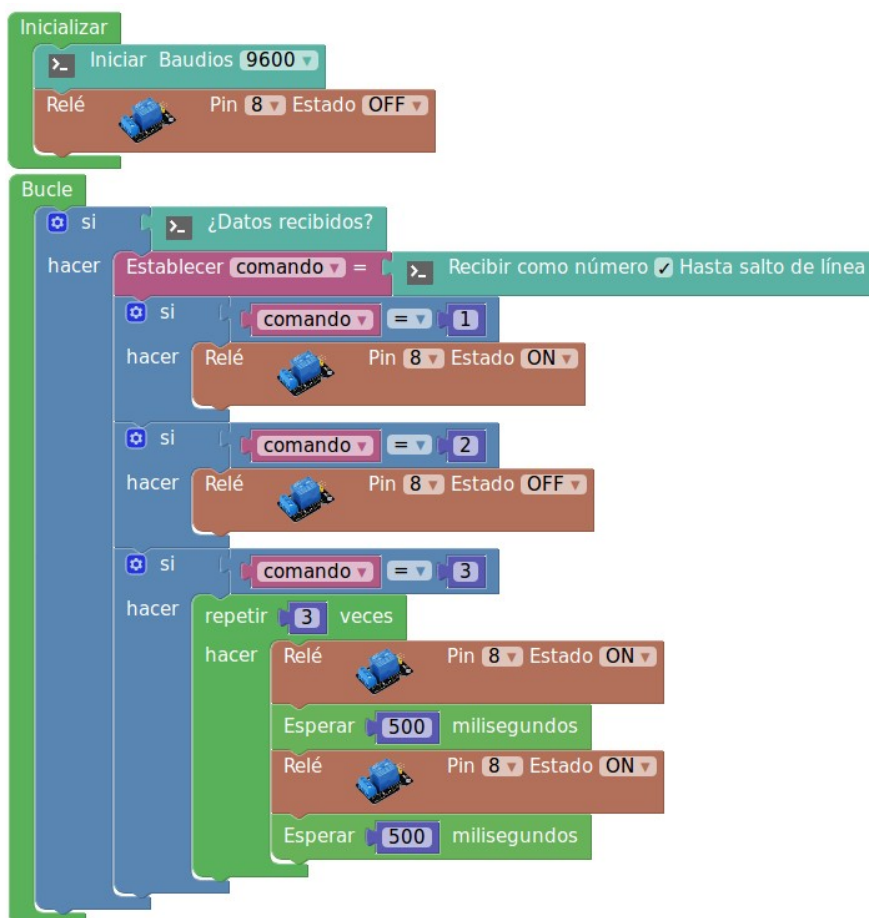 Inicializar
Iniciar Baudios 9600
Relé Pin 8 Estado OFF
Bucle
si ¿Datos recibidos?
hacer Establecer comando = Recibir como número Hasta salto de línea
si comando = 1
hacer Relé Pin 8 Estado ON
si comando = 2
hacer Relé Pin 8 Estado OFF
si comando = 3
hacer repetir 3 veces
hacer Relé Pin 8 Estado ON
Esperar 500 milisegundos
Relé Pin 8 Estado ON
Esperar 500 milisegundos